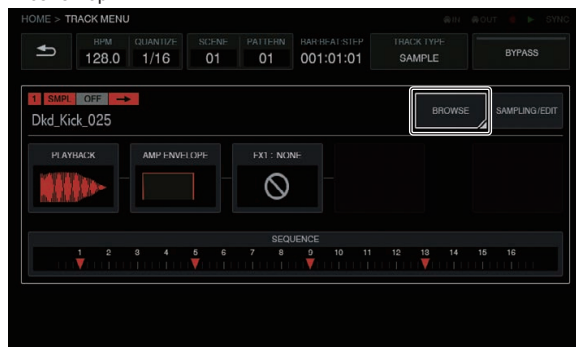 HOME > TRACK MENU
IN OUT SYNC
BPM QUANTIZE SCENE PATTERN BAR:BEAT:STEP TRACK TYPE
128.0 1/16 01 01 001:01:01 SAMPLE BYPASS
1 SMPL OFF
BROWSE SAMPLING/EDIT
Dkd_Kick_025
PLAYBACK AMP ENVELOPE FX1 : NONE
SEQUENCE
1 2 3 4 5 6 7 8 9 10 11 12 13 14 15 16